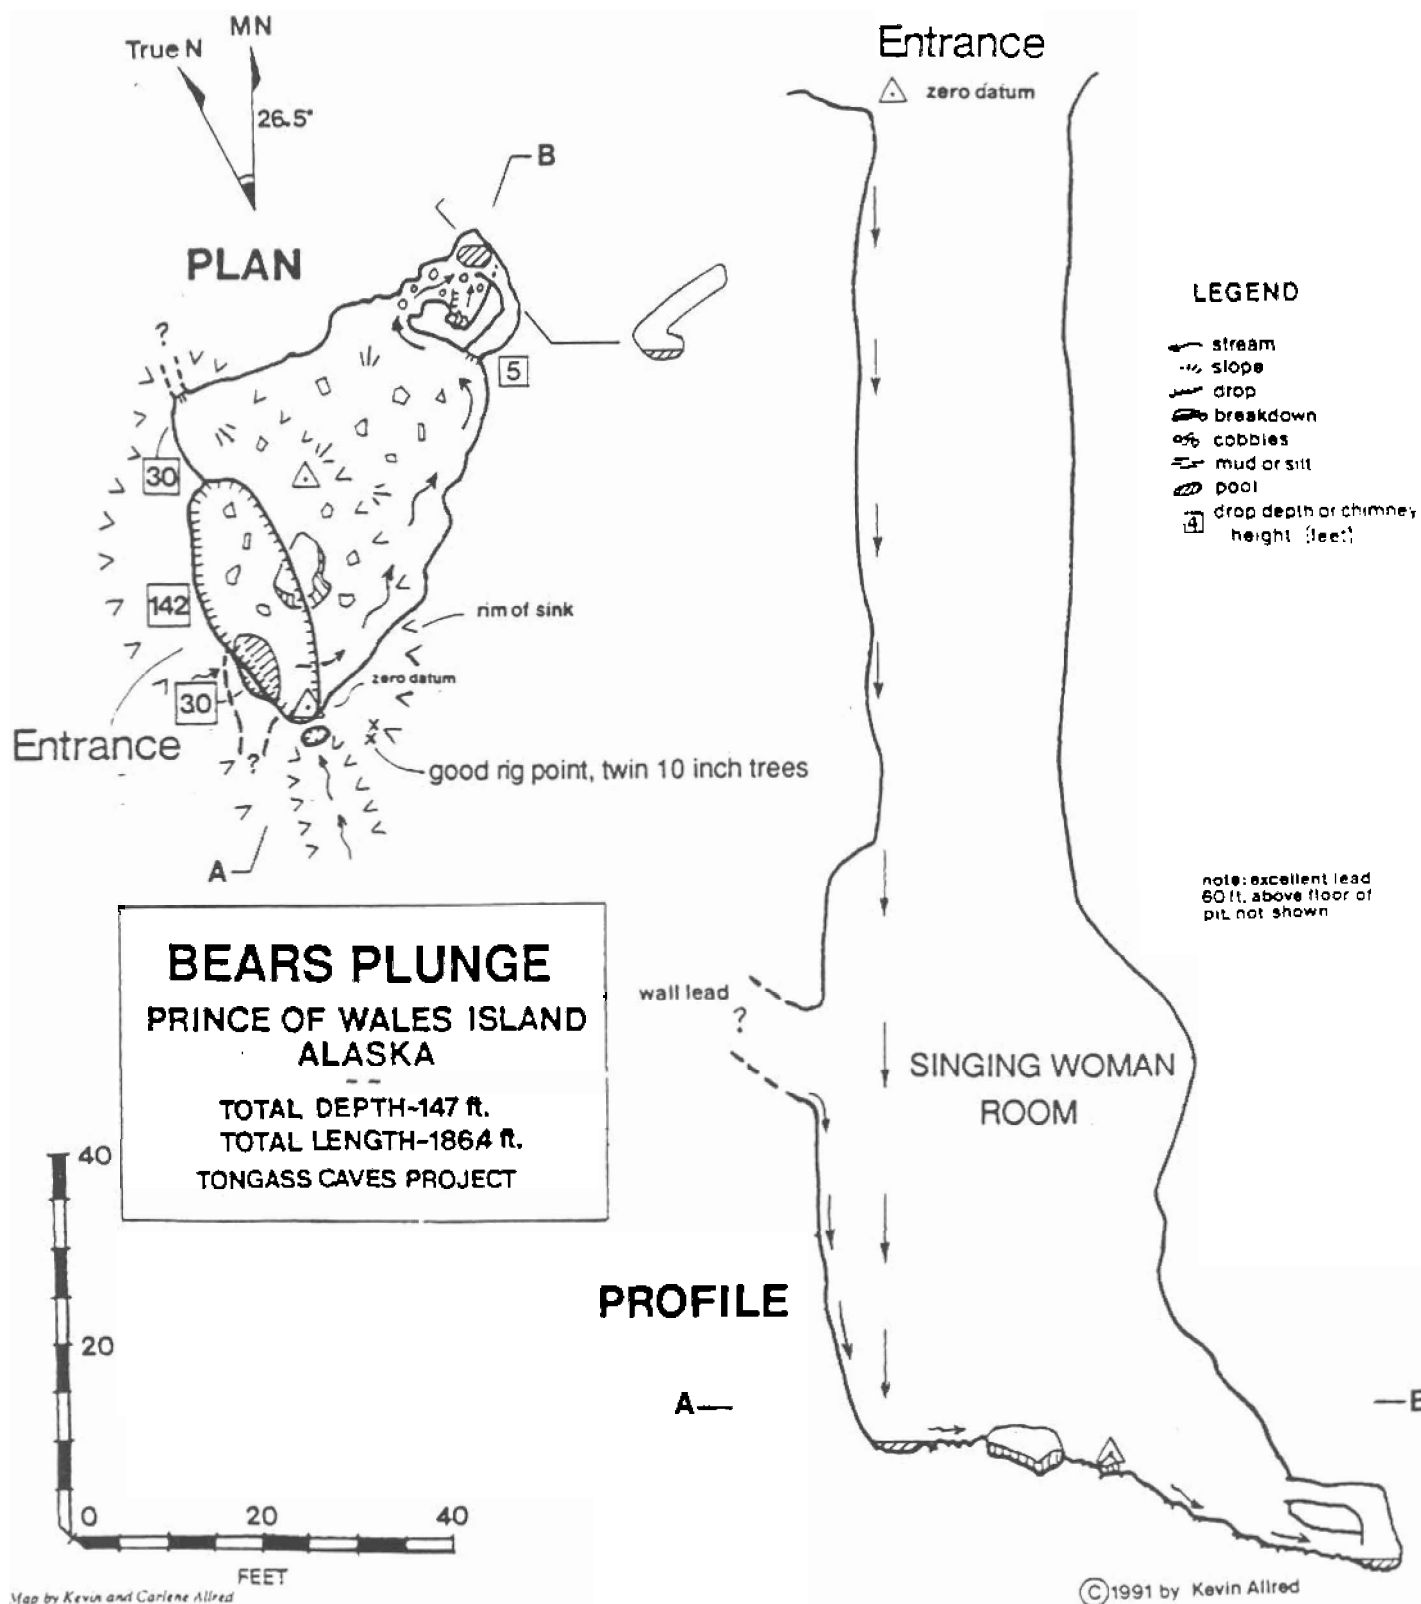 MN
True N
26.5°
PLAN
B
?
5
30
142
30
rim of sink
zero datum
Entrance
?
good rig point, twin 10 inch trees
A
BEARS PLUNGE
PRINCE OF WALES ISLAND
ALASKA
TOTAL DEPTH-147 ft.
TOTAL LENGTH-186.4 ft.
TONGASS CAVES PROJECT
40
20
0 20 40
FEET
Map by Kevin and Carlene Allred
Entrance
zero datum
LEGEND
stream
slope
drop
breakdown
cobbles
mud or silt
pool
4 drop depth or chimney
height (feet)
note: excellent lead
60 ft. above floor of
pit, not shown
wall lead
?
SINGING WOMAN
ROOM
PROFILE
A
B
© 1991 by Kevin Allred